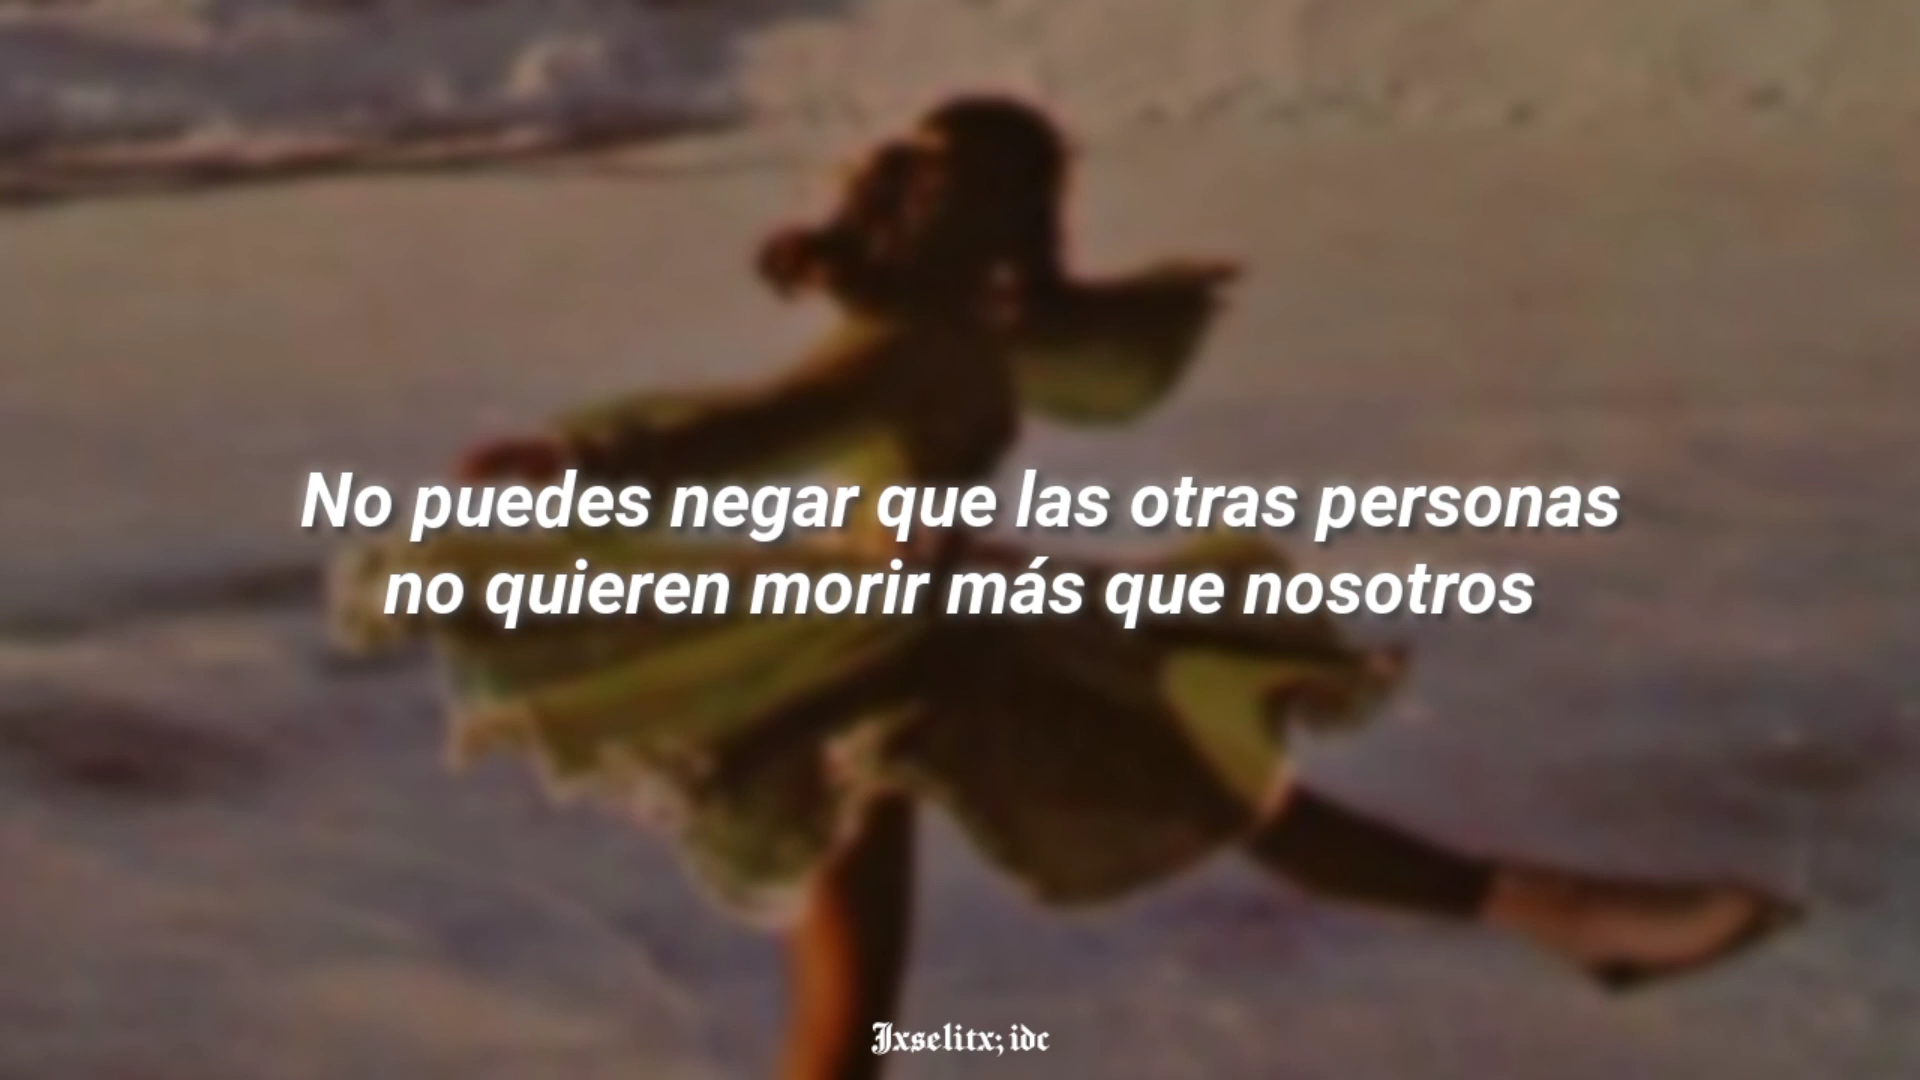 No puedes negar que las otras personas
no quieren morir más que nosotros
Jxselitx; idc